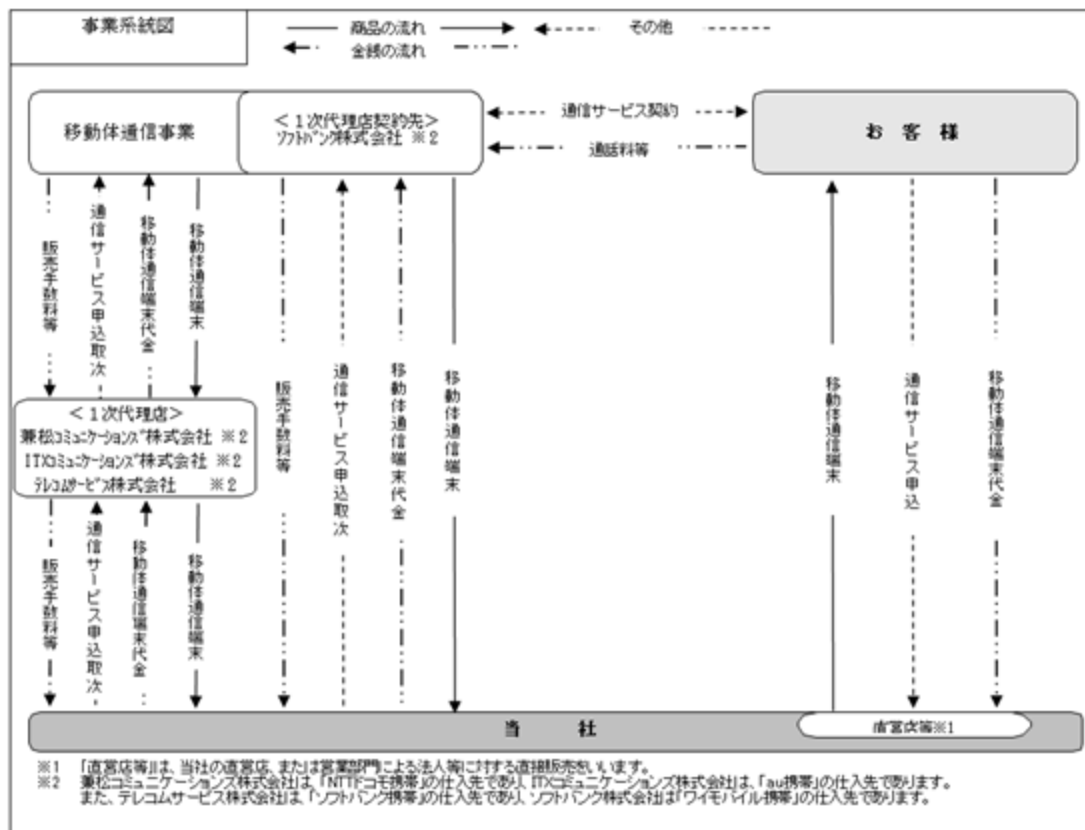 事業系統図
商品の流れ
その他
金銭の流れ
移動体通信事業
＜１次代理店契約先＞
ｿﾌﾄﾊﾞﾝｸ株式会社 ※2
通信サービス契約
通話料等
お 客 様
販売手数料等
通信サービス申込取次
移動体通信端末代金
移動体通信端末
＜１次代理店＞
兼松ｺﾐｭﾆｹｰｼｮﾝｽﾞ株式会社 ※2
ITXｺﾐｭﾆｹｰｼｮﾝｽﾞ株式会社 ※2
ﾃﾚｺﾑｻｰﾋﾞｽ株式会社 ※2
販売手数料等
通信サービス申込取次
移動体通信端末代金
移動体通信端末
販売手数料等
通信サービス申込取次
移動体通信端末代金
移動体通信端末
移動体通信端末
通信サービス申込
移動体通信端末代金
当 社
直営店等※1
※1 「直営店等」は、当社の直営店、または営業部門による法人等に対する直接販売をいいます。
※2 兼松コミュニケーションズ株式会社は、「NTTドコモ携帯」の仕入先であり、ITXコミュニケーションズ株式会社は、「au携帯」の仕入先であります。
また、テレコムサービス株式会社は、「ソフトバンク携帯」の仕入先であり、ソフトバンク株式会社は「ワイモバイル携帯」の仕入先であります。